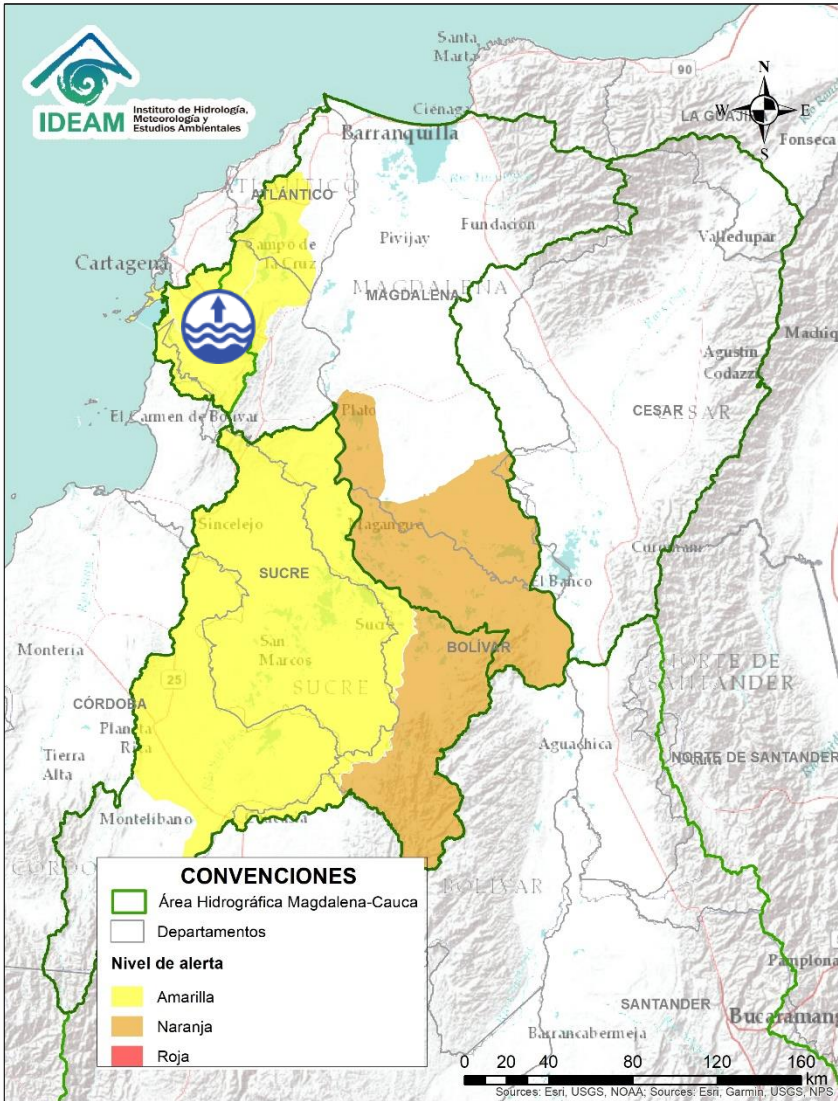 IDEAM
Instituto de Hidrología,
Meteorología y
Estudios Ambientales
Santa
Marta
90
N
W
E
S
LA GUAJI
Ciénaga
Barranquilla
Fonseca
ATLÁNTICO
Pivijay
Fundación
Valledupar
Campo de
la Cruz
Cartagena
MAGDALENA
MAGDALENA
Agustín
Codazzi
Machiq
El Carmen de Bolívar
Plato
CESAR
CESAR
Sincelejo
Magangue
Curumaní
SUCRE
El Banco
Sucre
Montería
San
Marcos
BOLÍVAR
NORTE DE
SANTANDER
25
SUCRE
CÓRDOBA
Planeta
Rica
Tierra
Alta
Aguachica
NORTE DE SANTANDER
Montelíbano
BOLÍVAR
CONVENCIONES
Área Hidrográfica Magdalena-Cauca
Departamentos
Nivel de alerta
Amarilla
Naranja
Roja
Pamplona
SANTANDER
Bucaramang
Barrancabermeja
0 20 40 80 120 160
km
Sources: Esri, USGS, NOAA; Sources: Esri, Garmin, USGS, NPS